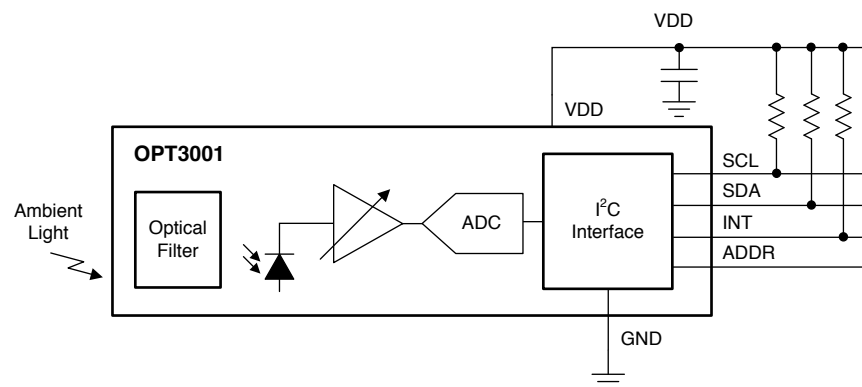 VDD
VDD
OPT3001
Ambient
Light
Optical
Filter
ADC
I²C
Interface
SCL
SDA
INT
ADDR
GND